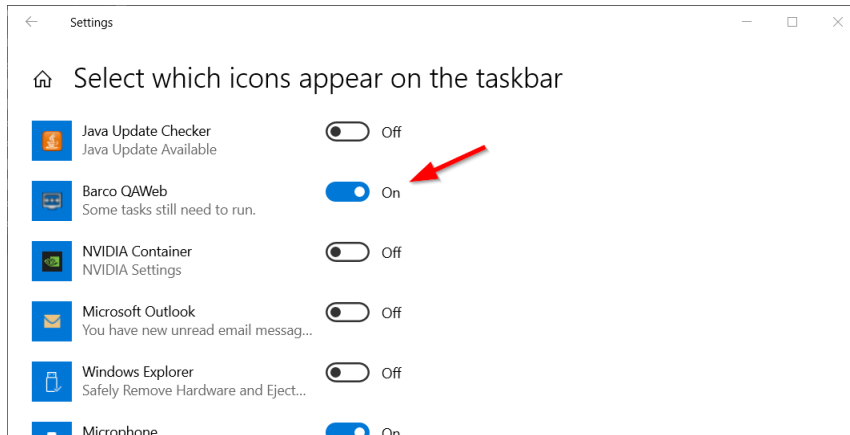 Settings
Select which icons appear on the taskbar
Java Update Checker
Java Update Available
Off
Barco QAWeb
Some tasks still need to run.
On
NVIDIA Container
NVIDIA Settings
Off
Microsoft Outlook
You have new unread email messag...
Off
Windows Explorer
Safely Remove Hardware and Eject...
Off
Microphone
On